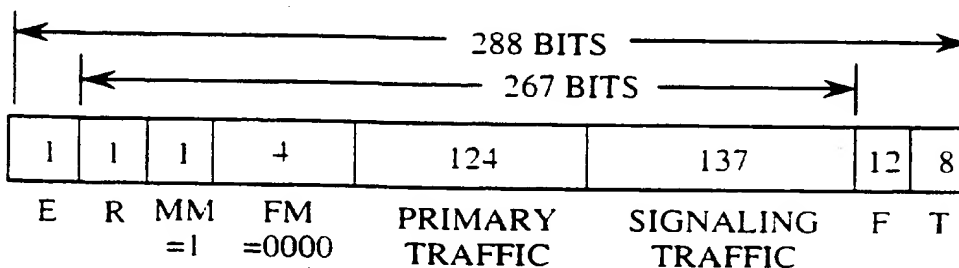 288 BITS
267 BITS
1 1 1 4 124 137 12 8
E R MM FM PRIMARY SIGNALING F T
=1 =0000 TRAFFIC TRAFFIC